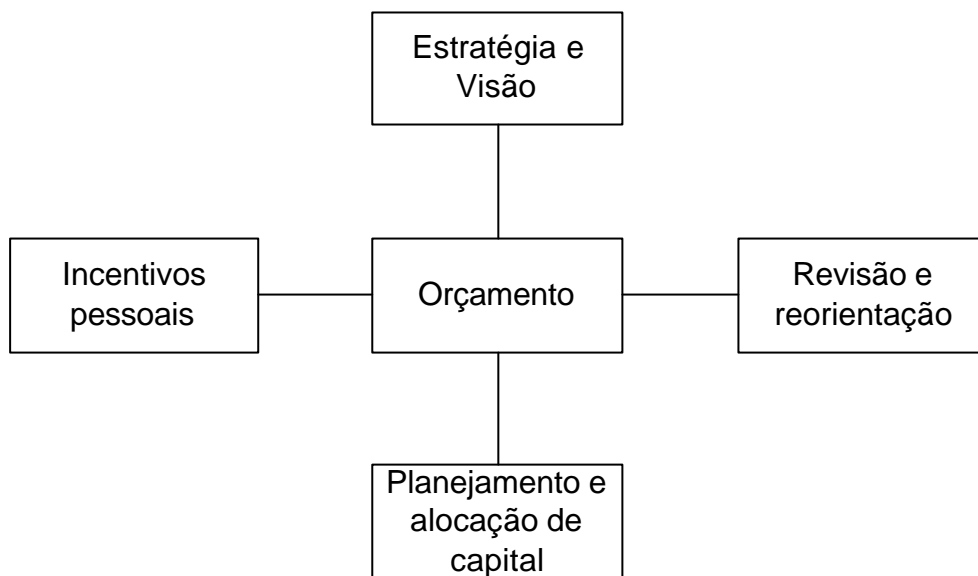 Estratégia e
Visão
Incentivos
pessoais
Orçamento
Revisão e
reorientação
Planejamento e
alocação de
capital